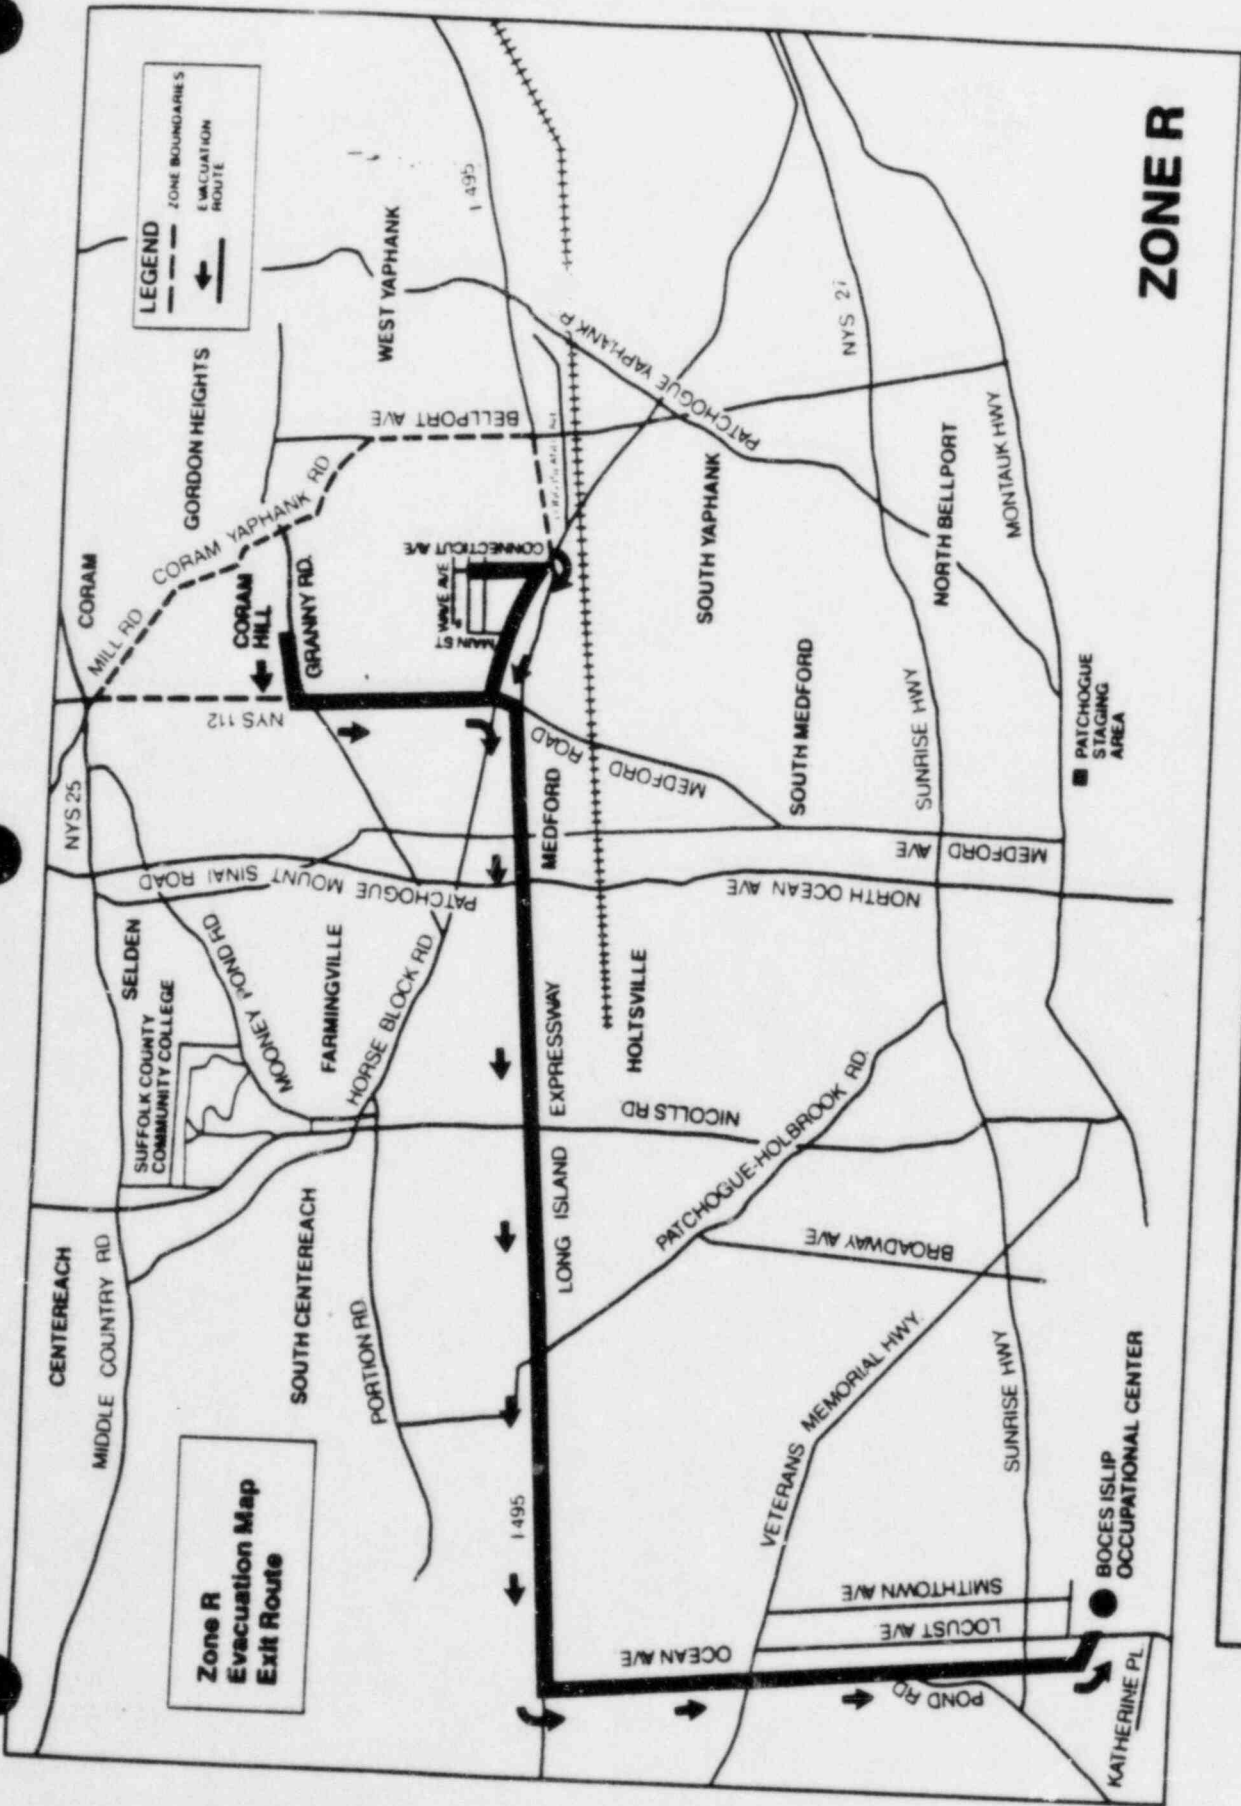 Zone R
Evacuation Map
Exit Route
LEGEND
ZONE BOUNDARIES
EVACUATION
ROUTE
CENTEREACH
MIDDLE COUNTRY RD
SUFFOLK COUNTY
COMMUNITY COLLEGE
SELDEN
NYS 25
CORAM
MILL RD
CORAM YAPHANK RD
GORDON HEIGHTS
CORAM
HILL
GRANNY RD.
NYS 112
WEST YAPHANK
BELLPORT AVE
I 495
SOUTH CENTEREACH
PORTION RD
MOONEY POND RD
FARMINGVILLE
HORSE BLOCK RD
PATCHOGUE MOUNT SINAI ROAD
MAIN ST
WAVE AVE
CONNECTICUT AVE
I 495
LONG ISLAND EXPRESSWAY
MEDFORD
MEDFORD ROAD
HOLTSVILLE
NICOLLS RD
PATCHOGUE-HOLBROOK RD.
BROADWAY AVE
NORTH OCEAN AVE
MEDFORD AVE
SOUTH MEDFORD
SOUTH YAPHANK
PATCHOGUE YAPHANK R
NYS 27
SUNRISE HWY
NORTH BELLPORT
MONTAUK HWY
PATCHOGUE
STAGING
AREA
VETERANS MEMORIAL HWY.
SUNRISE HWY
OCEAN AVE
LOCUST AVE
SMITHTOWN AVE
POND RD
KATHERINE PL.
BOCES ISLIP
OCCUPATIONAL CENTER
ZONE R